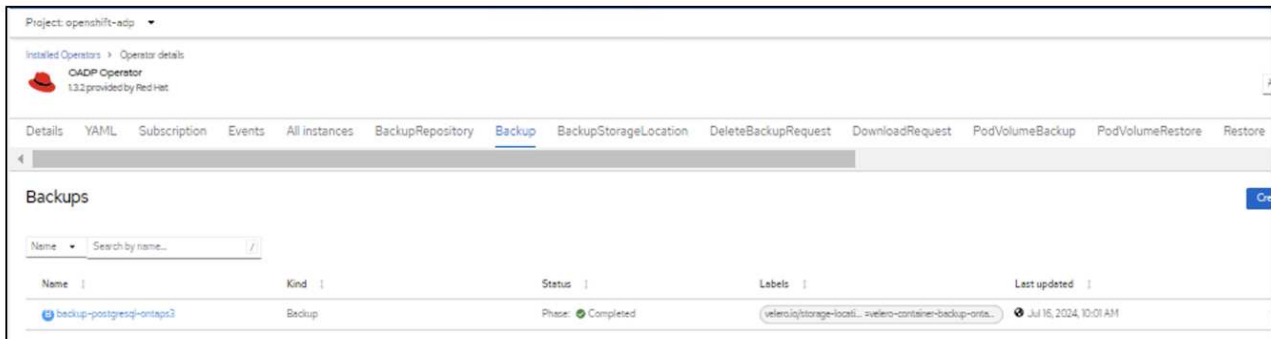 Project: openshift-adp
Installed Operators > Operator details
OADP Operator
1.3.2 provided by Red Hat
Details YAML Subscription Events All instances BackupRepository Backup BackupStorageLocation DeleteBackupRequest DownloadRequest PodVolumeBackup PodVolumeRestore Restore
Backups
Cre
Name Search by name... /
Name Kind Status Labels Last updated
backup-postgresql-ontaps3 Backup Phase: Completed velero.io/storage-locati... =velero-container-backup-onta... Jul 16, 2024, 10:01 AM